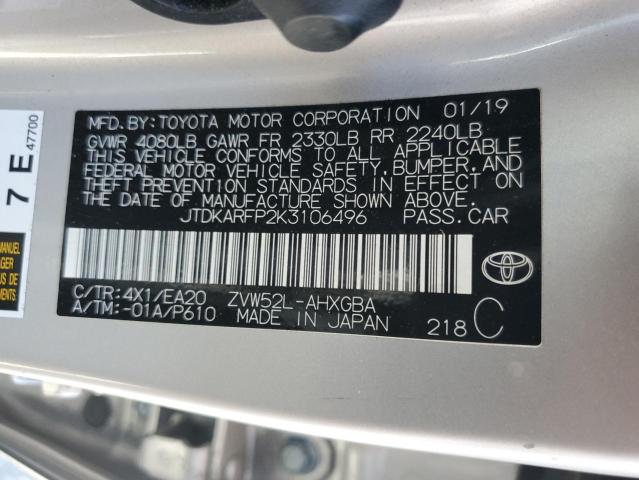 MFD. BY: TOYOTA MOTOR CORPORATION 01/19
GVWR 4080LB GAWR FR 2330LB RR 2240LB
THIS VEHICLE CONFORMS TO ALL APPLICABLE
FEDERAL MOTOR VEHICLE SAFETY, BUMPER, AND
THEFT PREVENTION STANDARDS IN EFFECT ON
THE DATE OF MANUFACTURE SHOWN ABOVE.
JTDKARFP2K3106496 PASS. CAR
C/TR: 4X1/EA20 ZVW52L-AHXGBA
A/TM: -01A/P610 MADE IN JAPAN 218 C
7 E
47700
MANUEL